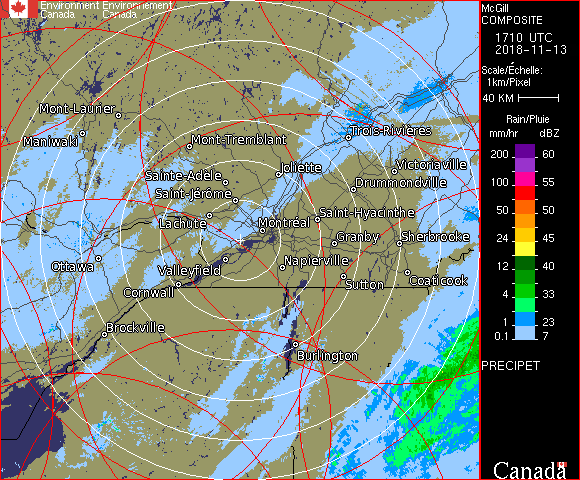 Environment Environnement
Canada Canada
McGill
COMPOSITE
1710 UTC
2018-11-13
Scale/Échelle:
1km/Pixel
40 KM
Rain/Pluie
mm/hr dBZ
200 60
100 55
50 50
24 45
12 40
4 33
1 23
0.1 7
PRECIPET
Mont-Laurier
Maniwaki
Mont-Tremblant
Trois-Rivières
Joliette
Victoriaville
Sainte-Adèle
Drummondville
Saint-Jérôme
Saint-Hyacinthe
Lachute
Montréal
Granby
Sherbrooke
Ottawa
Valleyfield
Napierville
Coaticook
Cornwall
Sutton
Brockville
Burlington
Canada